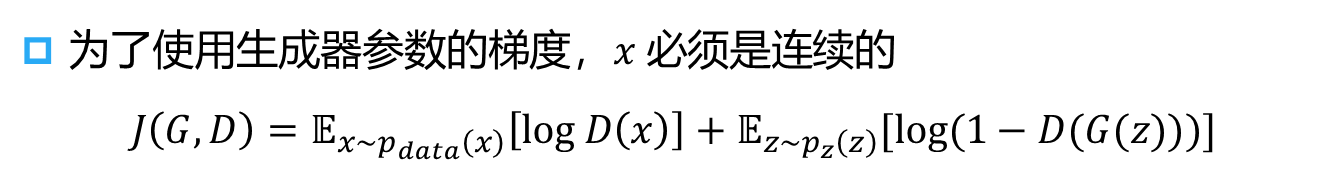 为了使用生成器参数的梯度，x 必须是连续的
J(G, D) = 𝔼_{x~p_{data}(x)}[log D(x)] + 𝔼_{z~p_z(z)}[log(1 − D(G(z)))]